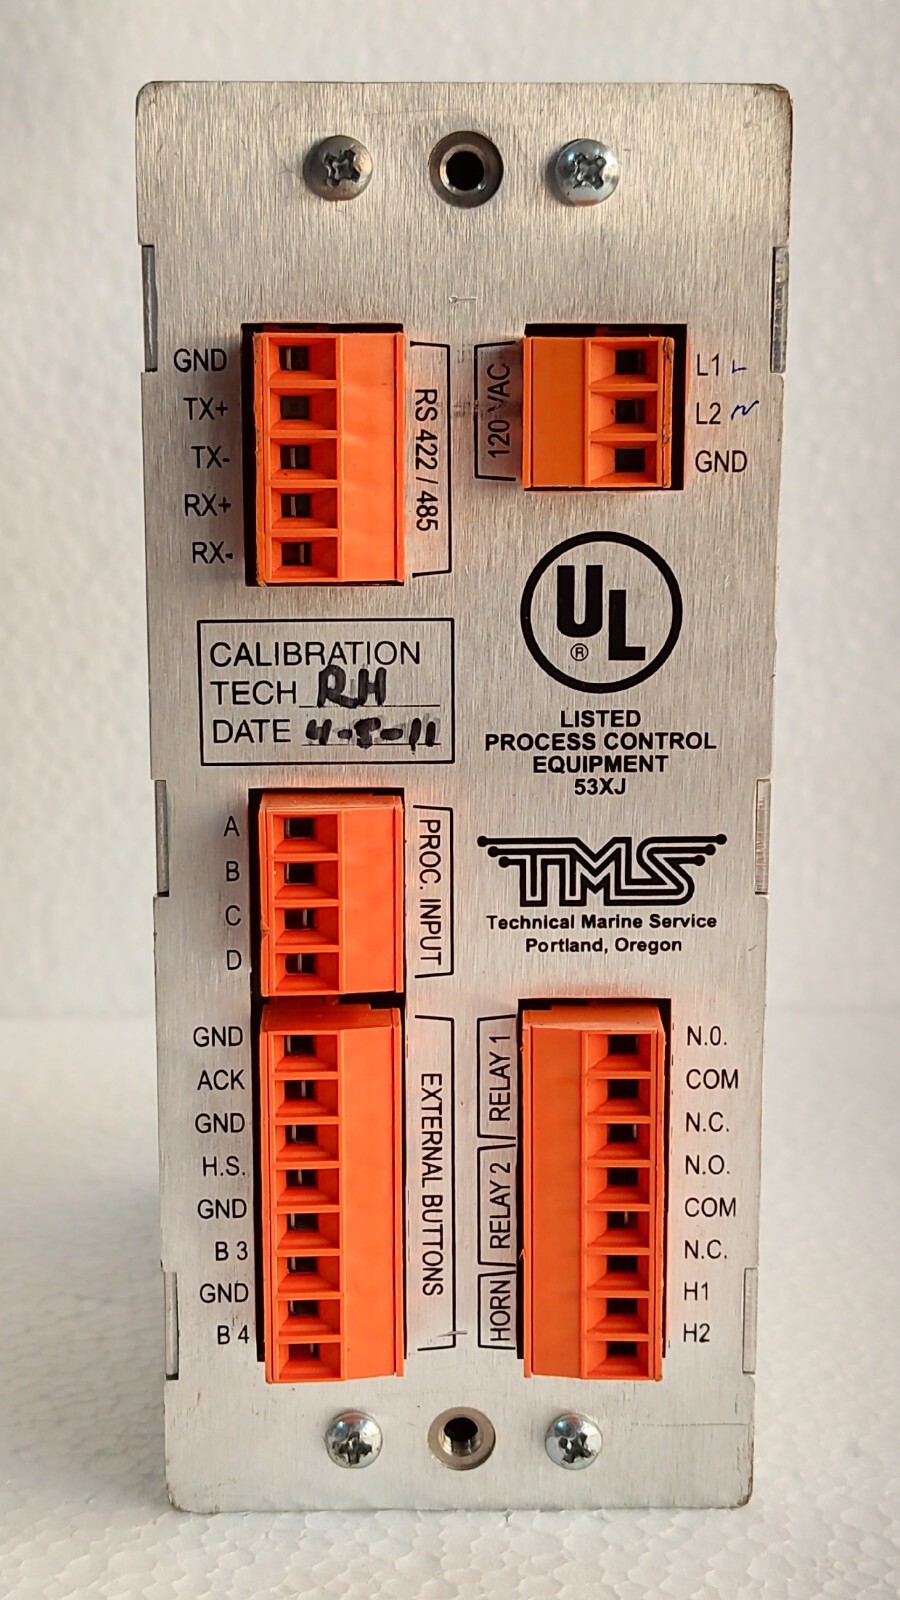 GND
TX+
TX-
RX+
RX-
RS 422 / 485
120 VAC
L1 L
L2 N
GND
CALIBRATION
TECH RH
DATE 4-5-11
UL
®
LISTED
PROCESS CONTROL
EQUIPMENT
53XJ
A
B
C
D
PROC. INPUT
TMS
Technical Marine Service
Portland, Oregon
GND
ACK
GND
H.S.
GND
B 3
GND
B 4
EXTERNAL BUTTONS
RELAY 1
RELAY 2
HORN
N.O.
COM
N.C.
N.O.
COM
N.C.
H1
H2